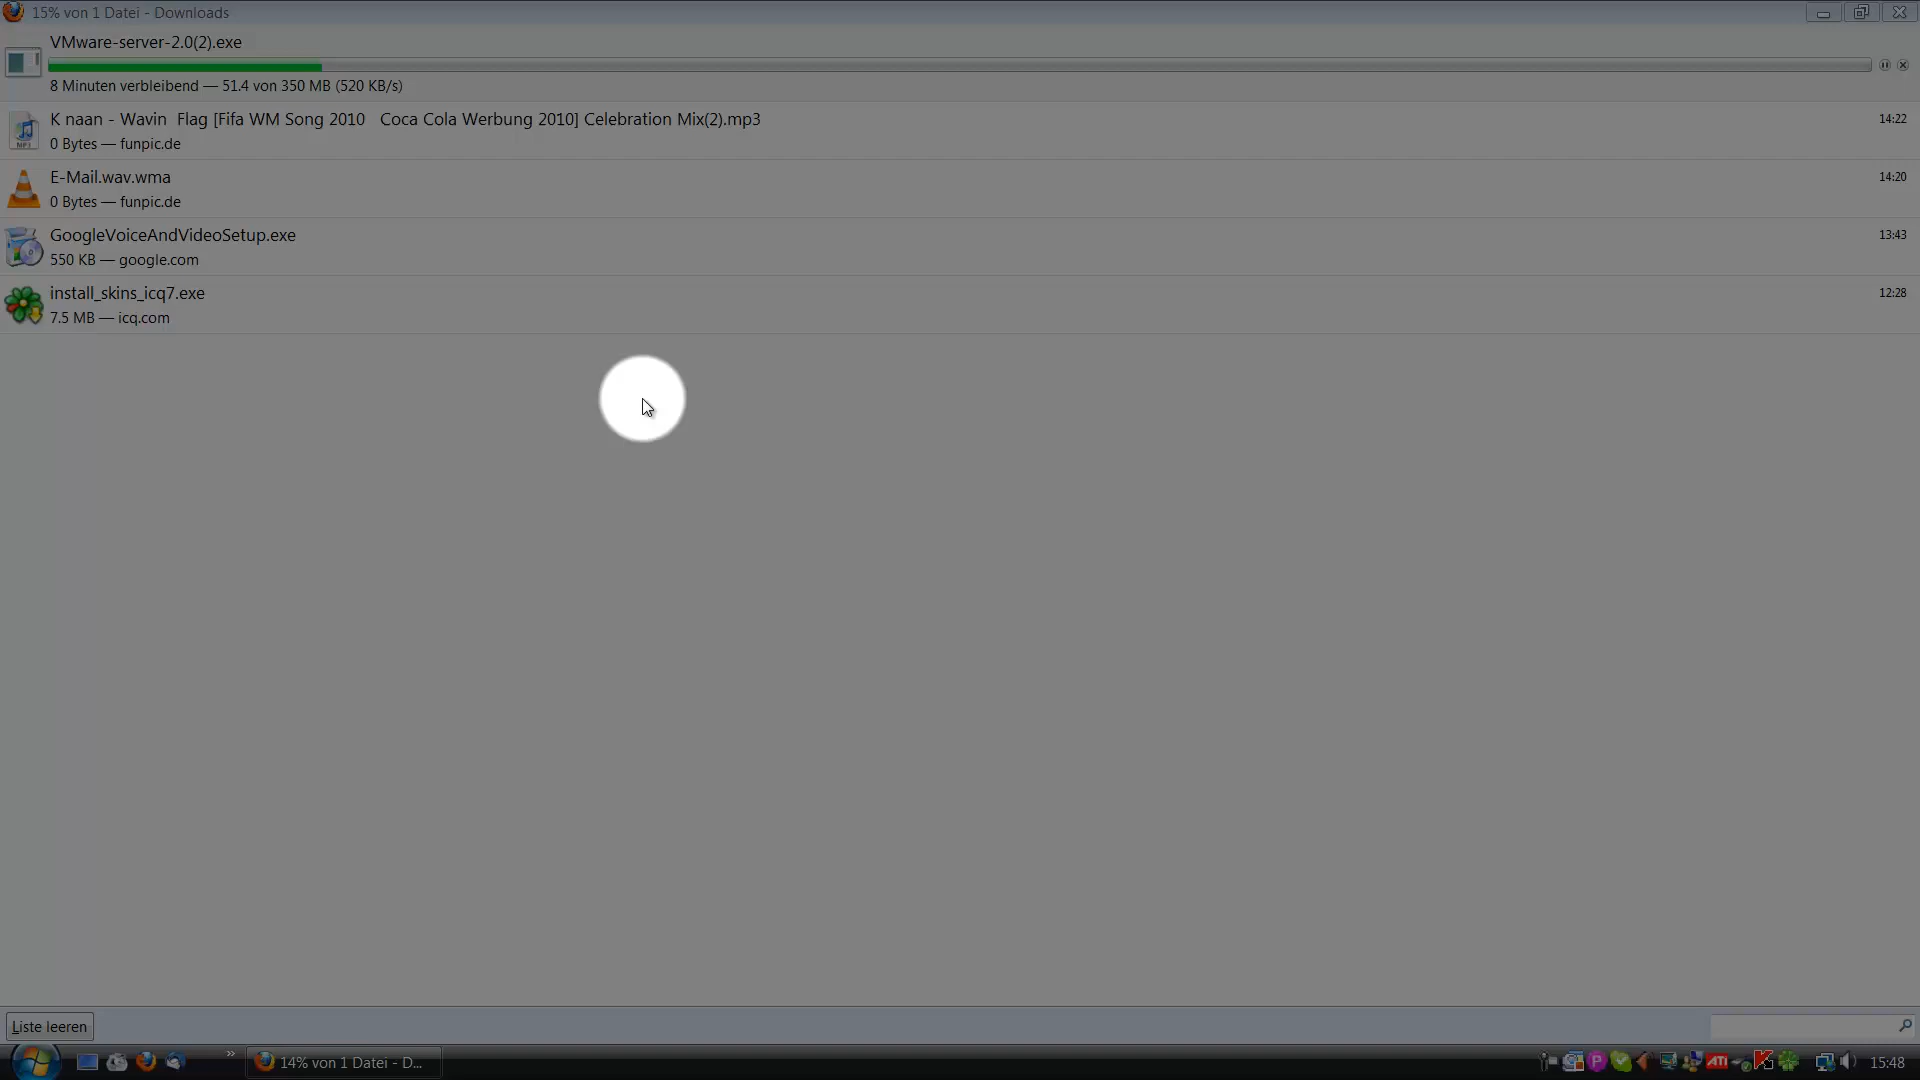 15% von 1 Datei - Downloads
VMware-server-2.0(2).exe
8 Minuten verbleibend — 51.4 von 350 MB (520 KB/s)
K naan - Wavin  Flag [Fifa WM Song 2010   Coca Cola Werbung 2010] Celebration Mix(2).mp3
14:22
MP3
0 Bytes — funpic.de
E-Mail.wav.wma
14:20
0 Bytes — funpic.de
GoogleVoiceAndVideoSetup.exe
13:43
550 KB — google.com
install_skins_icq7.exe
12:28
7.5 MB — icq.com
Liste leeren
14% von 1 Datei - D...
P
ATI
15:48